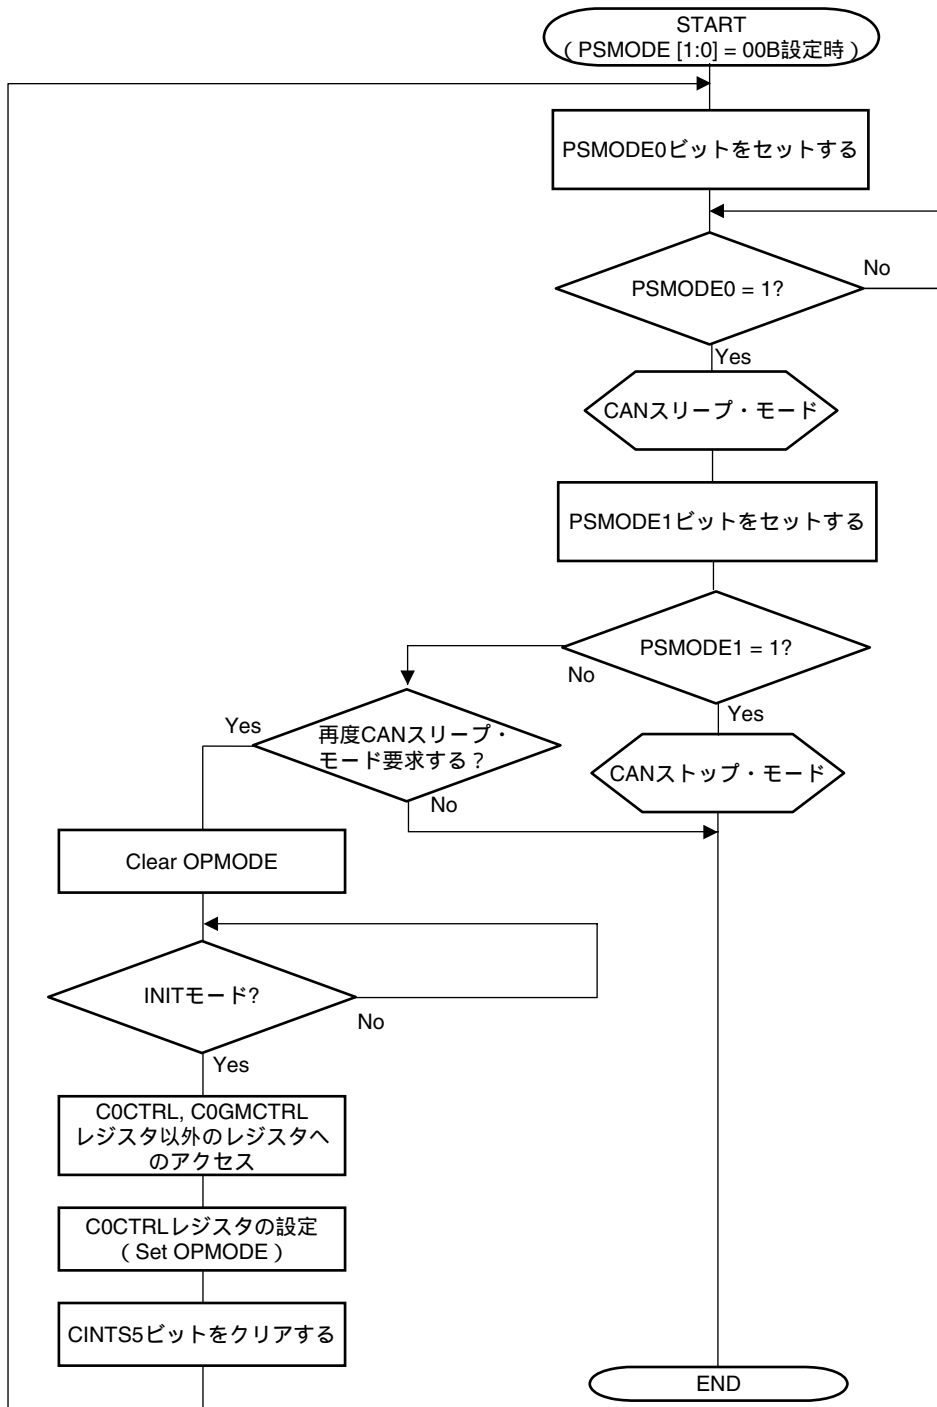 START
（ PSMODE [1:0] = 00B設定時 ）
PSMODE0ビットをセットする
PSMODE0 = 1?
No
Yes
CANスリープ・モード
PSMODE1ビットをセットする
PSMODE1 = 1?
No
Yes
再度CANスリープ・
モード要求する？
Yes
No
CANストップ・モード
Clear OPMODE
INITモード?
No
Yes
C0CTRL, C0GMCTRL
レジスタ以外のレジスタへ
のアクセス
C0CTRLレジスタの設定
（ Set OPMODE ）
CINTS5ビットをクリアする
END